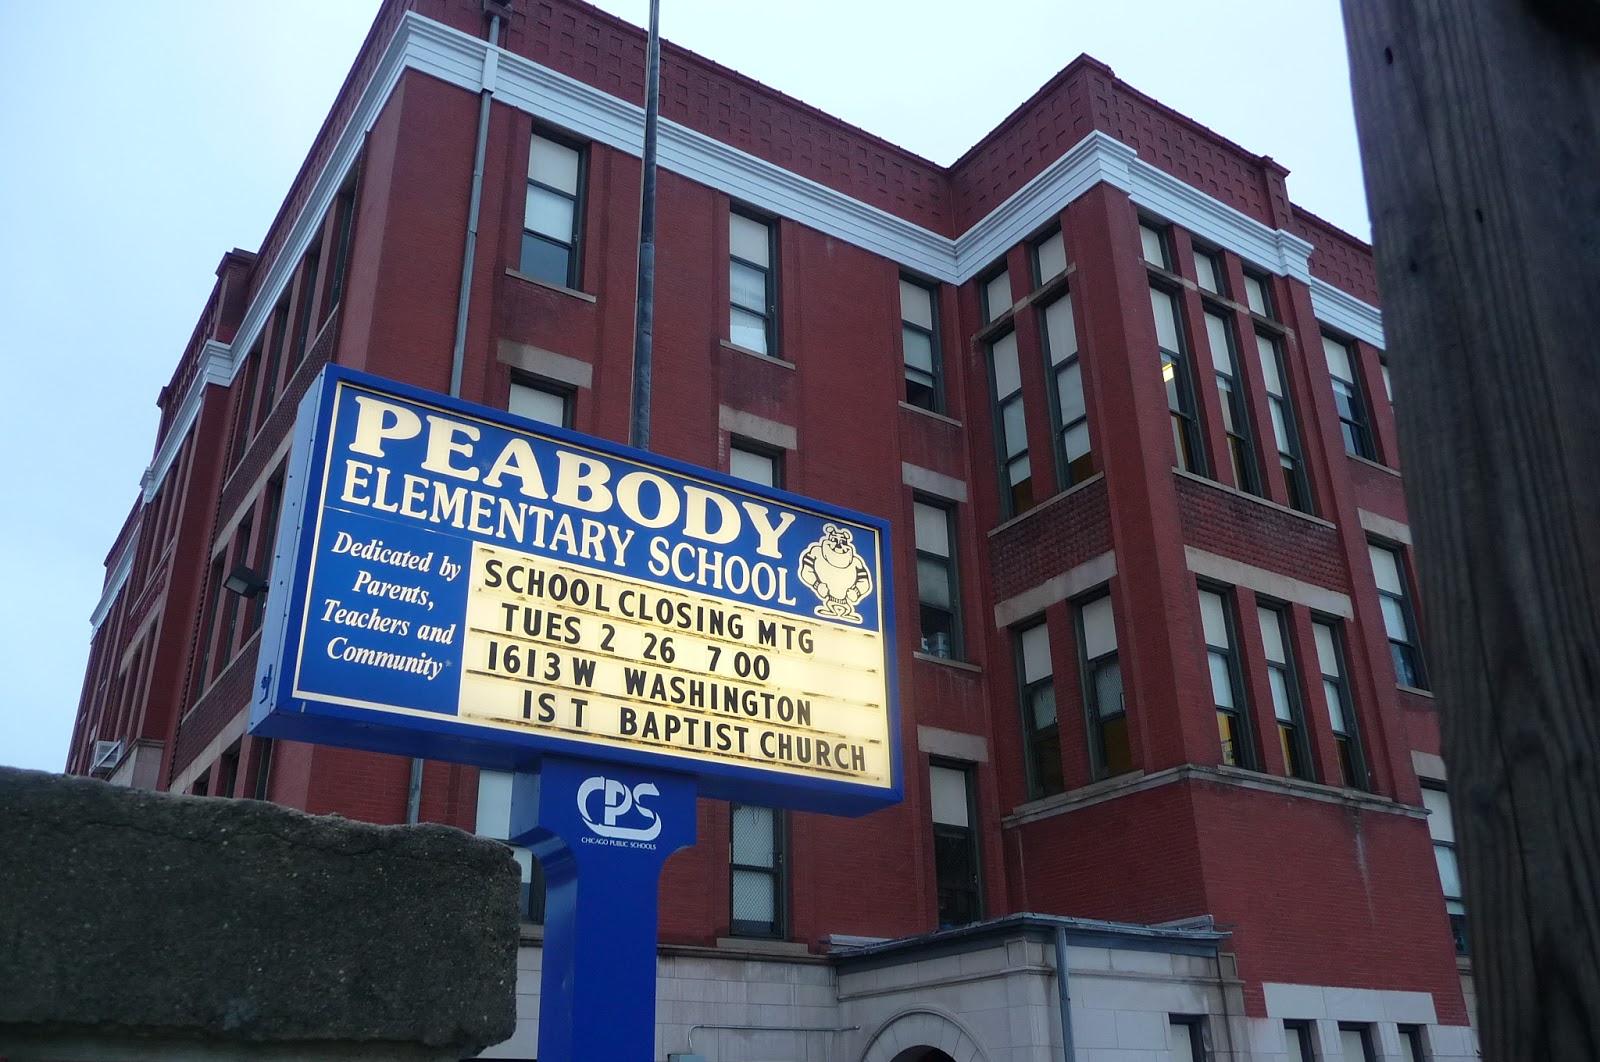 PEABODY
ELEMENTARY SCHOOL
Dedicated by
Parents,
Teachers and
Community
SCHOOL CLOSING MTG
TUES 2 26 7 00
1613 W WASHINGTON
IST BAPTIST CHURCH
CPS
CHICAGO PUBLIC SCHOOLS